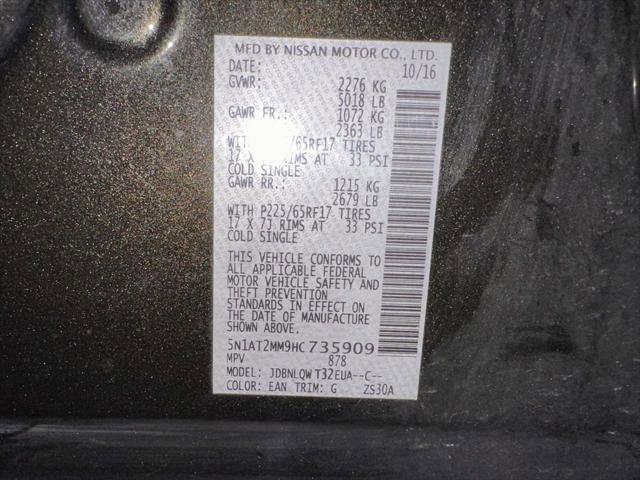 MFD BY NISSAN MOTOR CO., LTD.
DATE: 10/16
GVWR: 2276 KG
5018 LB
GAWR FR.: 1072 KG
2363 LB
WITH /65RF17 TIRES
17 X RIMS AT 33 PSI
COLD SINGLE
GAWR RR.: 1215 KG
2679 LB
WITH P225/65RF17 TIRES
17 X 7J RIMS AT 33 PSI
COLD SINGLE
THIS VEHICLE CONFORMS TO
ALL APPLICABLE FEDERAL
MOTOR VEHICLE SAFETY AND
THEFT PREVENTION
STANDARDS IN EFFECT ON
THE DATE OF MANUFACTURE
SHOWN ABOVE.
5N1AT2MM9HC735909
MPV 878
MODEL: JDBNLQW T32EUA--C--
COLOR: EAN TRIM: G ZS30A